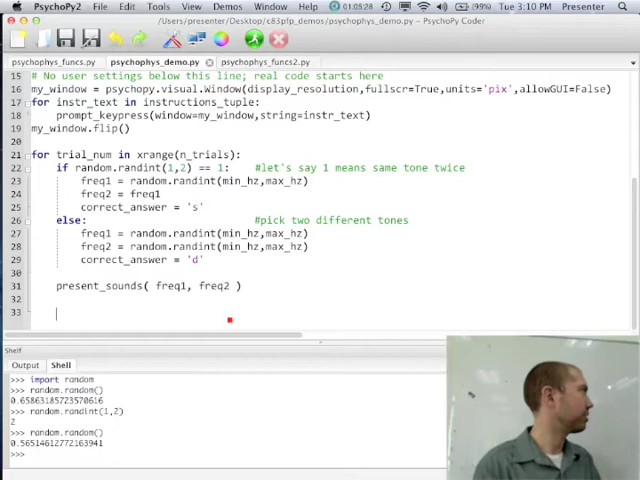 PsychoPy2 File Edit Tools View Demos Window Help 01:05:28 (99%) Tue 3:10 PM Presenter
/Users/presenter/Desktop/c83pfp_demos/psychophys_demo.py - PsychoPy Coder
psychophys_funcs.py psychophys_demo.py psychophys_funcs2.py
15 # No user settings below this line; real code starts here
16 my_window = psychopy.visual.Window(display_resolution,fullscr=True,units='pix',allowGUI=False)
17 for instr_text in instructions_tuple:
18 prompt_keypress(window=my_window,string=instr_text)
19 my_window.flip()
20
21 for trial_num in xrange(n_trials):
22 if random.randint(1,2) == 1: #let's say 1 means same tone twice
23 freq1 = random.randint(min_hz,max_hz)
24 freq2 = freq1
25 correct_answer = 's'
26 else: #pick two different tones
27 freq1 = random.randint(min_hz,max_hz)
28 freq2 = random.randint(min_hz,max_hz)
29 correct_answer = 'd'
30
31 present_sounds( freq1, freq2 )
32
33
Shelf
Output Shell
>>> import random
>>> random.random()
0.65863185723570616
>>> random.randint(1,2)
2
>>> random.random()
0.56514612772163941
>>>